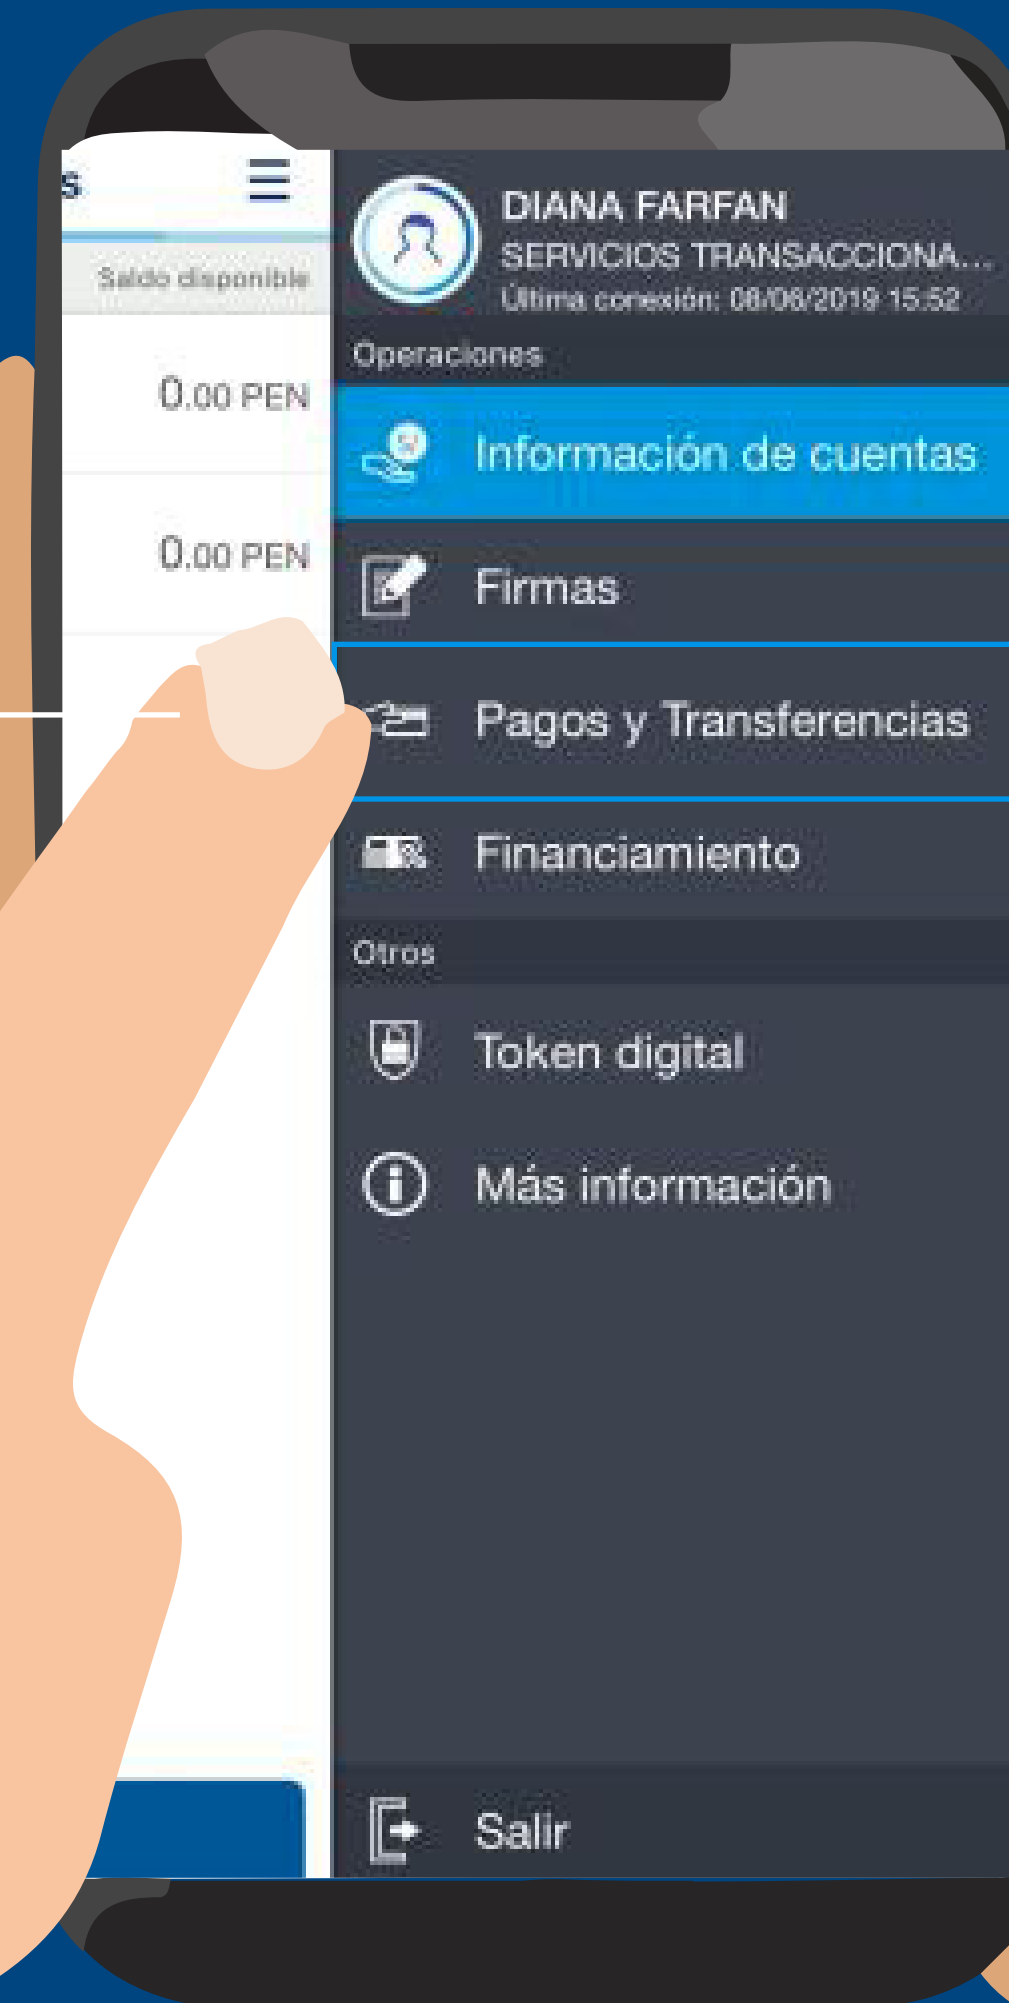 s
Saldo disponible
0.00 PEN
0.00 PEN
DIANA FARFAN
SERVICIOS TRANSACCIONA...
Última conexión: 08/06/2019 15:52
Operaciones
Información de cuentas
Firmas
Pagos y Transferencias
Financiamiento
Otros
Token digital
Más información
Salir